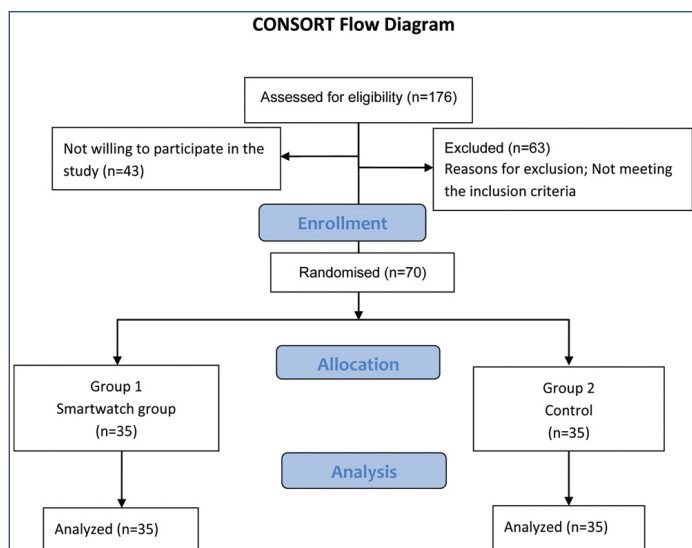 CONSORT Flow Diagram
Assessed for eligibility (n=176)
Not willing to participate in the
study (n=43)
Excluded (n=63)
Reasons for exclusion; Not meeting
the inclusion criteria
Enrollment
Randomised (n=70)
Allocation
Group 1
Smartwatch group
(n=35)
Group 2
Control
(n=35)
Analysis
Analyzed (n=35)
Analyzed (n=35)